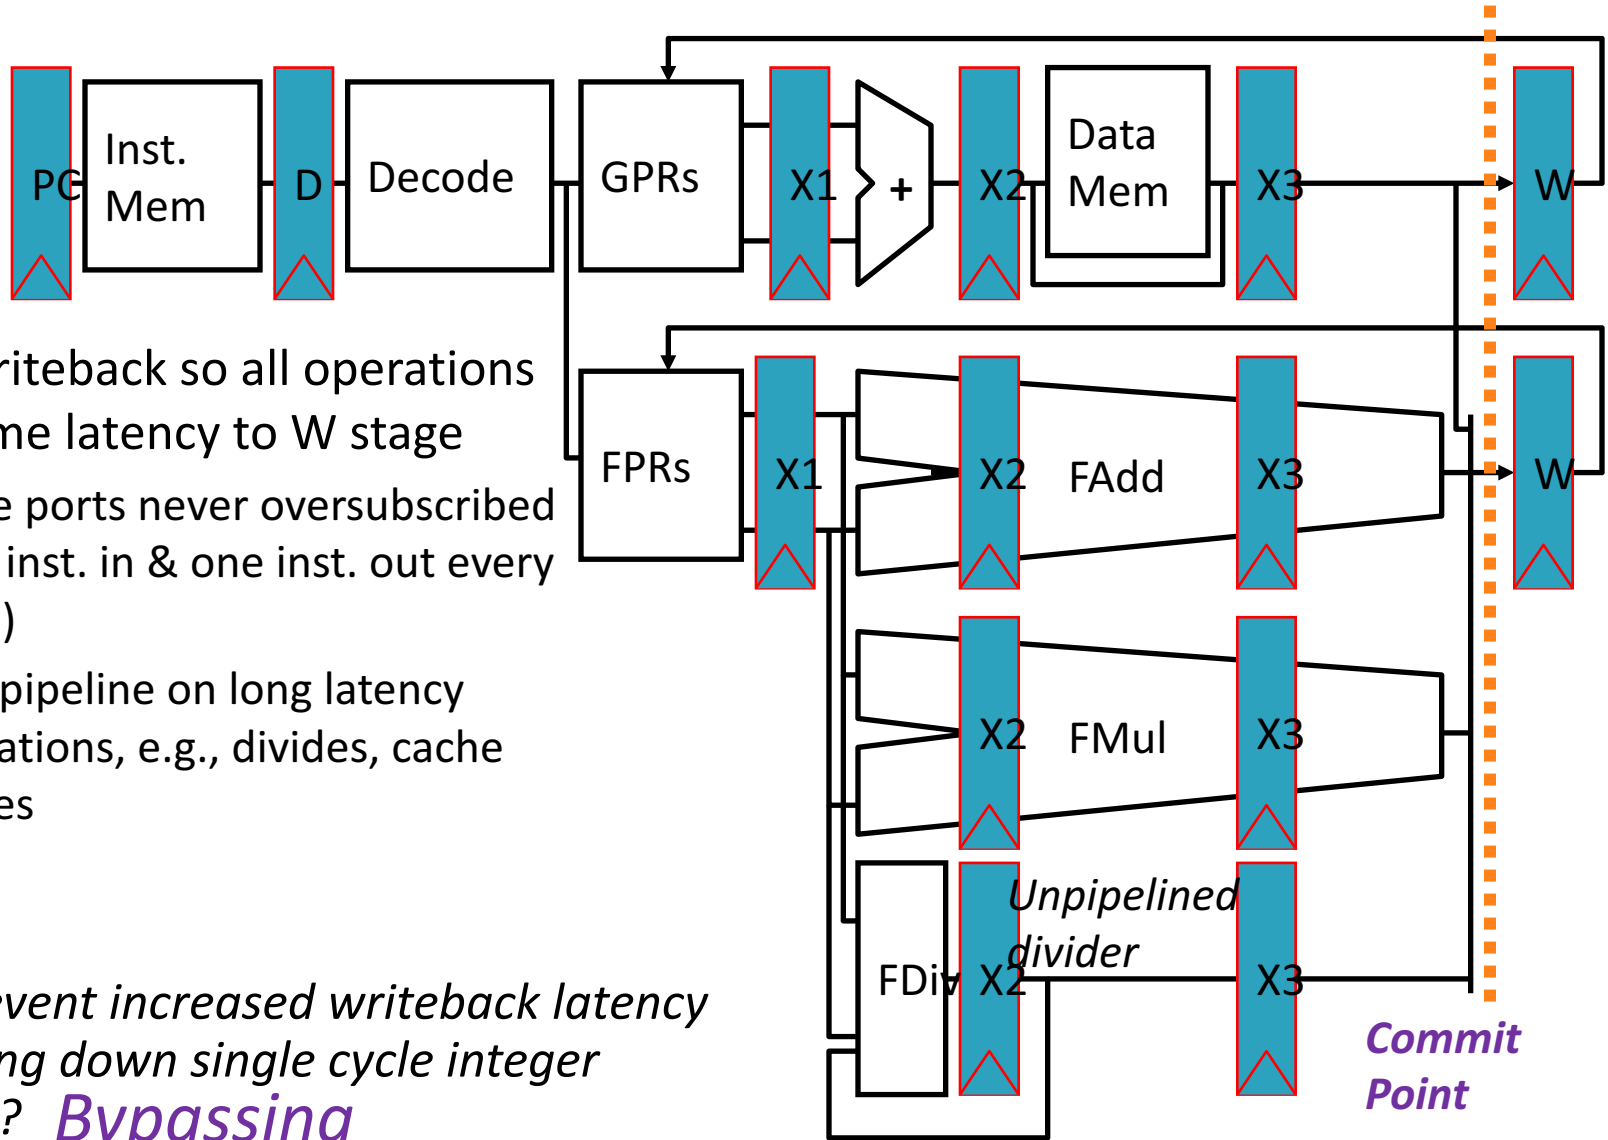 PC
Inst.
Mem
D
Decode
GPRs
X1
+
X2
Data
Mem
X3
W
riteback so all operations
me latency to W stage
e ports never oversubscribed
inst. in & one inst. out every
)
pipeline on long latency
ations, e.g., divides, cache
es
FPRs
X1
X2
FAdd
X3
W
X2
FMul
X3
FDiv
X2
Unpipelined
divider
X3
event increased writeback latency
ng down single cycle integer
? Bypassing
Commit
Point